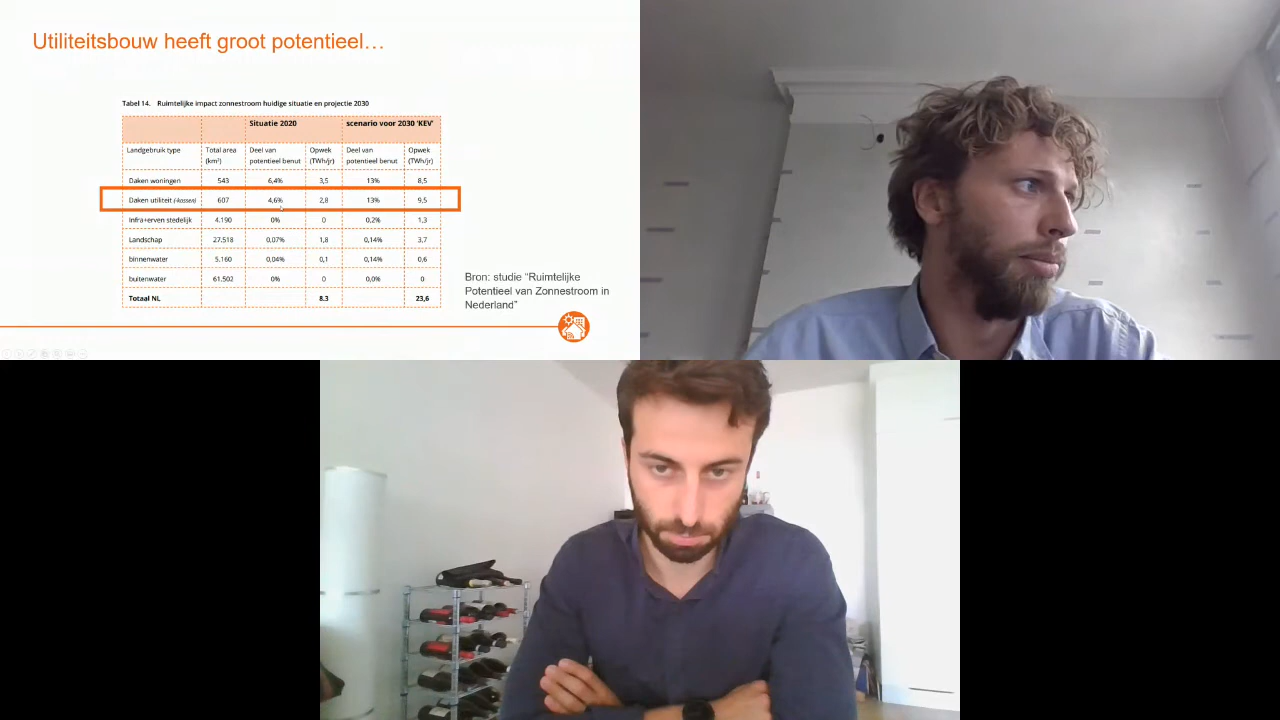 Utiliteitsbouw heeft groot potentieel…
Tabel 14. Ruimtelijke impact zonnestroom huidige situatie en projectie 2030
Situatie 2020 scenario voor 2030 'KEV'
Landgebruik type Total area (km²) Deel van potentieel benut Opwek (TWh/jr) Deel van potentieel benut Opwek (TWh/jr)
Daken woningen 543 6,4% 3,5 13% 8,5
Daken utiliteit (-kassen) 607 4,6% 2,8 13% 9,5
Infra+erven stedelijk 4.190 0% 0 0,2% 1,3
Landschap 27.518 0,07% 1,8 0,14% 3,7
binnenwater 5.160 0,04% 0,1 0,14% 0,6
buitenwater 61.502 0% 0 0,0% 0
Totaal NL 8.3 23,6
Bron: studie “Ruimtelijke
Potentieel van Zonnestroom in
Nederland”